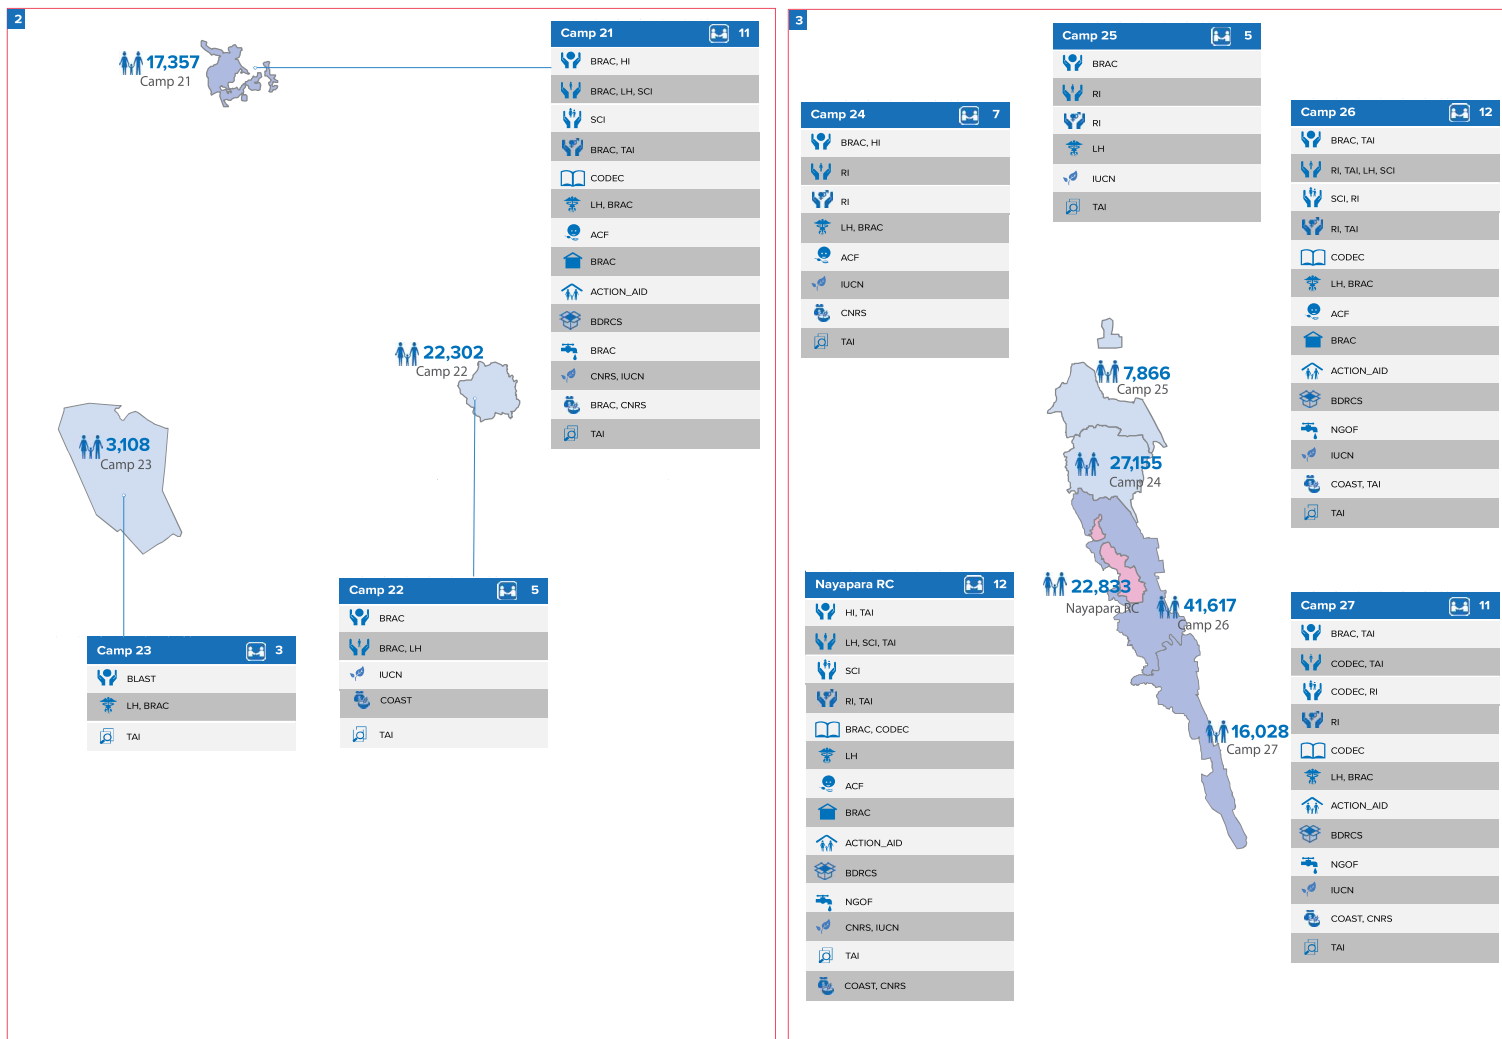 2
17,357
Camp 21
Camp 21 11
BRAC, HI
BRAC, LH, SCI
SCI
BRAC, TAI
CODEC
LH, BRAC
ACF
BRAC
ACTION_AID
BDRCS
BRAC
CNRS, IUCN
BRAC, CNRS
TAI
22,302
Camp 22
3,108
Camp 23
Camp 22 5
BRAC
BRAC, LH
IUCN
COAST
TAI
Camp 23 3
BLAST
LH, BRAC
TAI
3
Camp 25 5
BRAC
RI
RI
LH
IUCN
TAI
Camp 24 7
BRAC, HI
RI
RI
LH, BRAC
ACF
IUCN
CNRS
TAI
Camp 26 12
BRAC, TAI
RI, TAI, LH, SCI
SCI, RI
RI, TAI
CODEC
LH, BRAC
ACF
BRAC
ACTION_AID
BDRCS
NGOF
IUCN
COAST, TAI
TAI
7,866
Camp 25
27,155
Camp 24
22,833
Nayapara RC
41,617
Camp 26
16,028
Camp 27
Nayapara RC 12
HI, TAI
LH, SCI, TAI
SCI
RI, TAI
BRAC, CODEC
LH
ACF
BRAC
ACTION_AID
BDRCS
NGOF
CNRS, IUCN
TAI
COAST, CNRS
Camp 27 11
BRAC, TAI
CODEC, TAI
CODEC, RI
RI
CODEC
LH, BRAC
ACTION_AID
BDRCS
NGOF
IUCN
COAST, CNRS
TAI